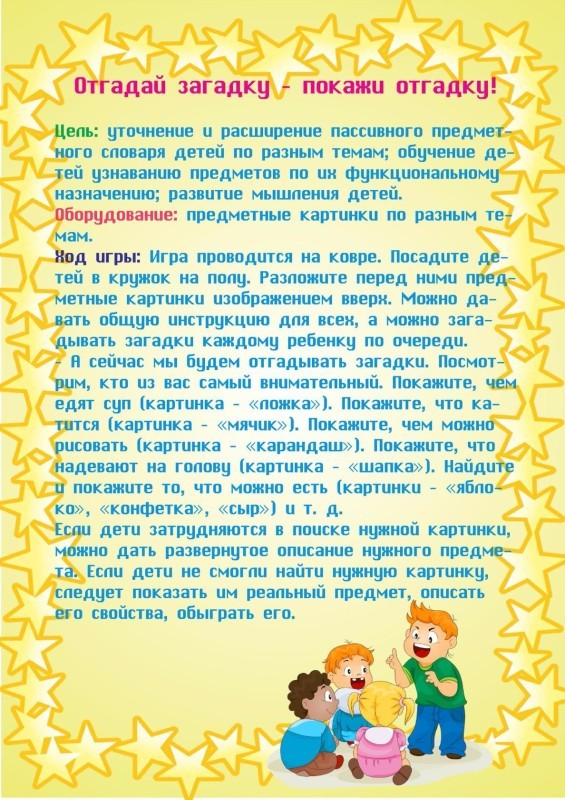 Отгадай загадку - покажи отгадку!
Цель: уточнение и расширение пассивного предмет-
ного словаря детей по разным темам; обучение де-
тей узнаванию предметов по их функциональному
назначению; развитие мышления детей.
Оборудование: предметные картинки по разным те-
мам.
Ход игры: Игра проводится на ковре. Посадите де-
тей в кружок на полу. Разложите перед ними пред-
метные картинки изображением вверх. Можно да-
вать общую инструкцию для всех, а можно зага-
дывать загадки каждому ребенку по очереди.
- А сейчас мы будем отгадывать загадки. Посмот-
рим, кто из вас самый внимательный. Покажите, чем
едят суп (картинка - «ложка»). Покажите, что ка-
тится (картинка - «мячик»). Покажите, чем можно
рисовать (картинка - «карандаш»). Покажите, что
надевают на голову (картинка - «шапка»). Найдите
и покажите то, что можно есть (картинки - «ябло-
ко», «конфетка», «сыр») и т. д.
Если дети затрудняются в поиске нужной картинки,
можно дать развернутое описание нужного предме-
та. Если дети не смогли найти нужную картинку,
следует показать им реальный предмет, описать
его свойства, обыграть его.